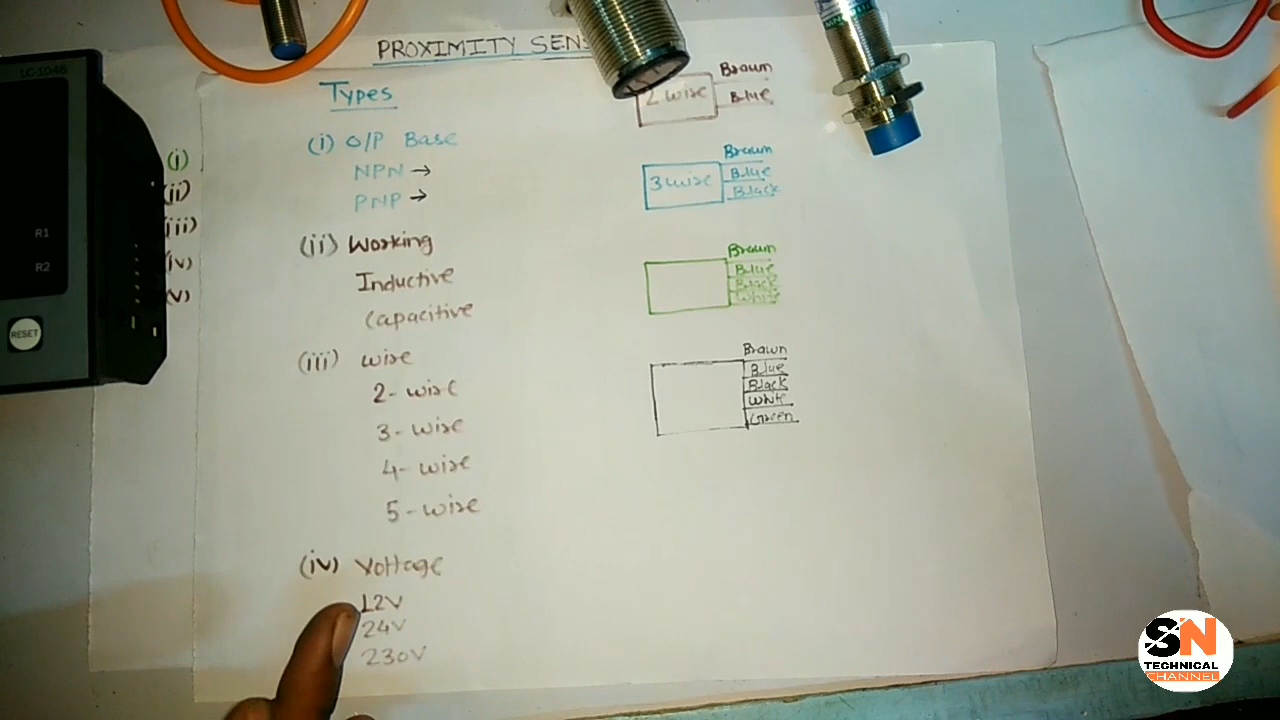 LC-1046
R1
R2
RESET
(i)
(ii)
(iii)
(iv)
(v)
PROXIMITY SENS
Types
(i) O/P Base
NPN →
PNP →
(ii) Working
Inductive
Capacitive
(iii) wire
2- wire
3- wire
4- wire
5- wire
(iv) Voltage
12V
24V
230V
2 wire
Brown
Blue
3 wire
Brown
Blue
Black
Brown
Blue
Black
White
Brown
Blue
Black
White
Green
SN
TECHNICAL
CHANNEL